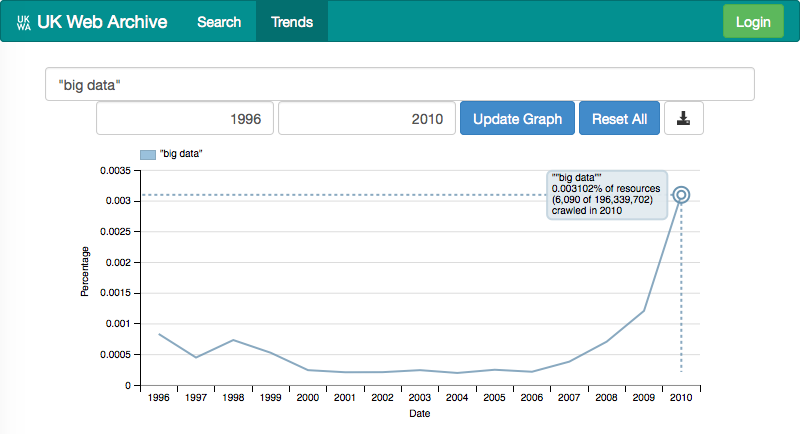 UK WA UK Web Archive Search Trends Login
"big data"
1996 2010 Update Graph Reset All
"big data"
0.0035
0.003
0.0025
0.002
0.0015
0.001
0.0005
0
Percentage
""big data""
0.003102% of resources
(6,090 of 196,339,702)
crawled in 2010
1996 1997 1998 1999 2000 2001 2002 2003 2004 2005 2006 2007 2008 2009 2010
Date